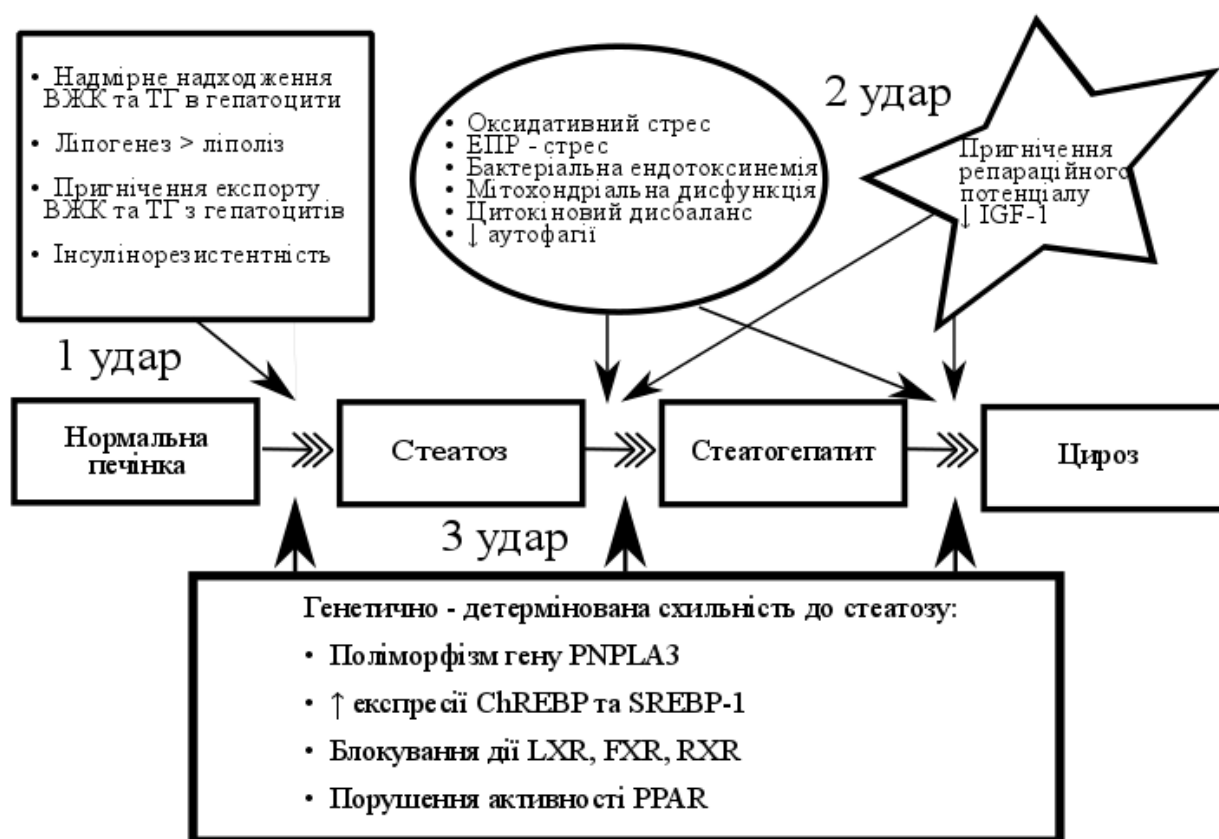 • Надмірне надходження
ВЖК та ТГ в гепатоцити
• Ліпогенез > ліполіз
• Пригнічення експорту
ВЖК та ТГ з гепатоцитів
• Інсулінорезистентність
• Оксидативний стрес
• ЕПР - стрес
• Бактеріальна ендотоксинемія
• Мітохондріальна дисфункція
• Цитокіновий дисбаланс
• ↓ аутофагії
2 удар
Пригнічення
репараційного
потенціалу
↓ IGF-1
1 удар
Нормальна
печінка
Стеатоз
Стеатогепатит
Цироз
3 удар
Генетично - детермінована схильність до стеатозу:
• Поліморфізм гену PNPLA3
• ↑ експресії ChREBP та SREBP-1
• Блокування дії LXR, FXR, RXR
• Порушення активності PPAR